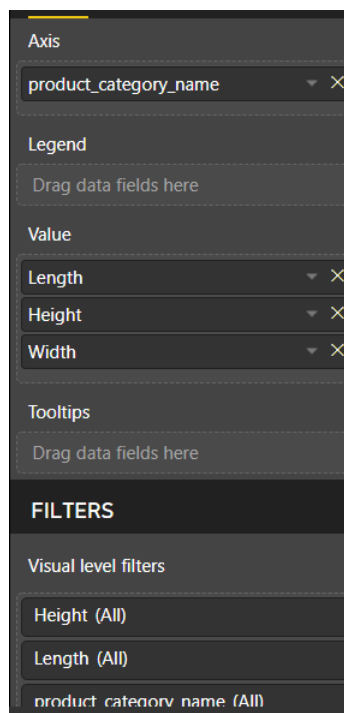 Axis
product_category_name
Legend
Drag data fields here
Value
Length
Height
Width
Tooltips
Drag data fields here
FILTERS
Visual level filters
Height (All)
Length (All)
product_category_name (All)